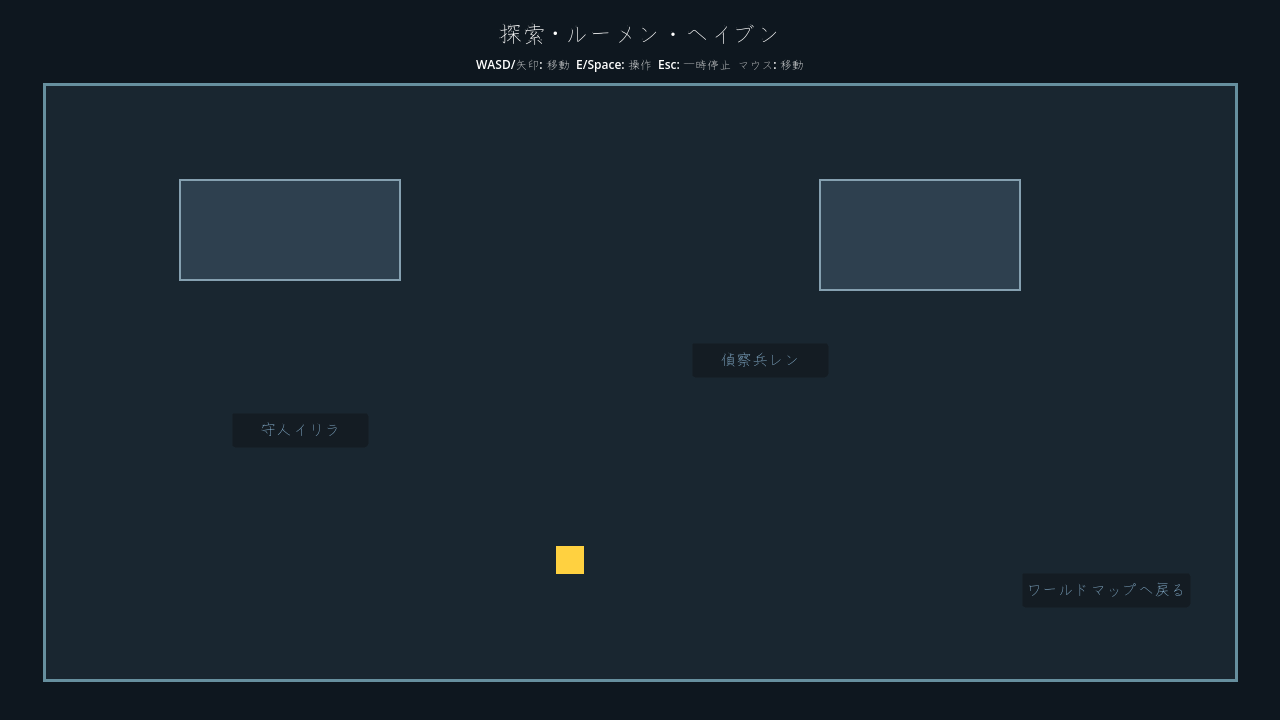 探索・ルーメン・ヘイブン
WASD/矢印: 移動 E/Space: 操作 Esc: 一時停止 マウス: 移動
偵察兵レン
守人イリラ
ワールドマップへ戻る